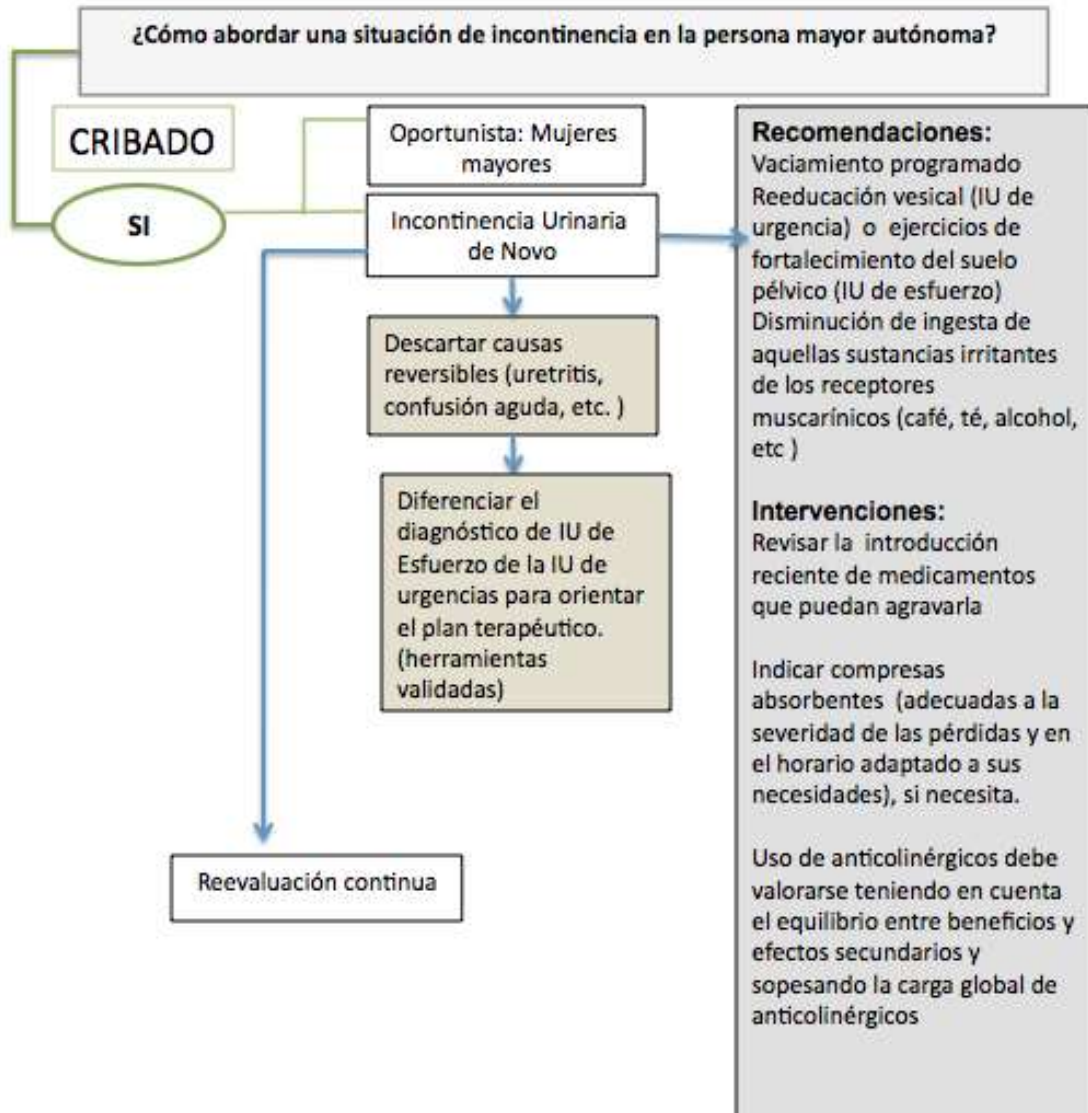 ¿Cómo abordar una situación de incontinencia en la persona mayor autónoma?
CRIBADO
SI
Oportunista: Mujeres
mayores
Incontinencia Urinaria
de Novo
Descartar causas
reversibles (uretritis,
confusión aguda, etc. )
Diferenciar el
diagnóstico de IU de
Esfuerzo de la IU de
urgencias para orientar
el plan terapéutico.
(herramientas
validadas)
Reevaluación continua
Recomendaciones:
Vaciamiento programado
Reeducación vesical (IU de
urgencia) o ejercicios de
fortalecimiento del suelo
pélvico (IU de esfuerzo)
Disminución de ingesta de
aquellas sustancias irritantes
de los receptores
muscarínicos (café, té, alcohol,
etc )
Intervenciones:
Revisar la introducción
reciente de medicamentos
que puedan agravarla
Indicar compresas
absorbentes (adecuadas a la
severidad de las pérdidas y en
el horario adaptado a sus
necesidades), si necesita.
Uso de anticolinérgicos debe
valorarse teniendo en cuenta
el equilibrio entre beneficios y
efectos secundarios y
sopesando la carga global de
anticolinérgicos